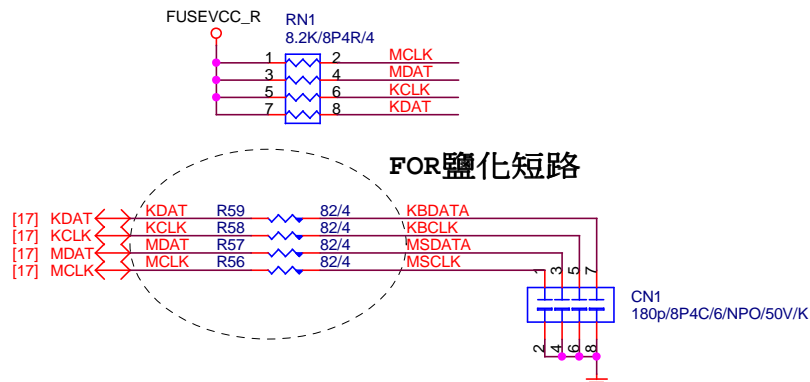 FUSEVCC_R
RN1
8.2K/8P4R/4
1 2 MCLK
3 4 MDAT
5 6 KCLK
7 8 KDAT
FOR鹽化短路
[17] KDAT KDAT R59 82/4 KBDATA
[17] KCLK KCLK R58 82/4 KBCLK
[17] MDAT MDAT R57 82/4 MSDATA
[17] MCLK MCLK R56 82/4 MSCLK
1 3 5 7
CN1
180p/8P4C/6/NPO/50V/K
2 4 6 8